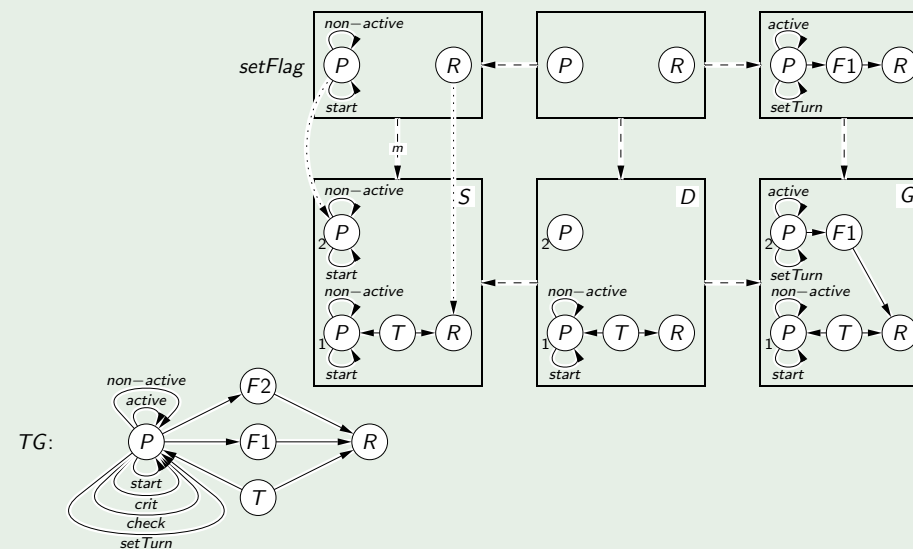 non−active active
setFlag P R P R P F1 R
start setTurn
m
non−active S D active G
2 P 2 P 2 P F1
start setTurn
non−active non−active non−active
1 P T R 1 P T R 1 P T R
start start start
non−active F2
active
TG: P F1 R
start T
crit
check
setTurn